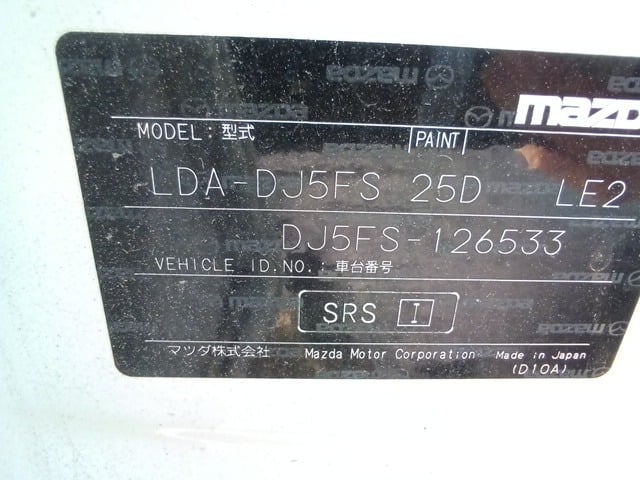 mazda
MODEL: 型式 PAINT
LDA-DJ5FS 25D LE2
DJ5FS-126533
VEHICLE ID.NO.: 車台番号
SRS I
マツダ株式会社 Mazda Motor Corporation Made in Japan
(D10A)